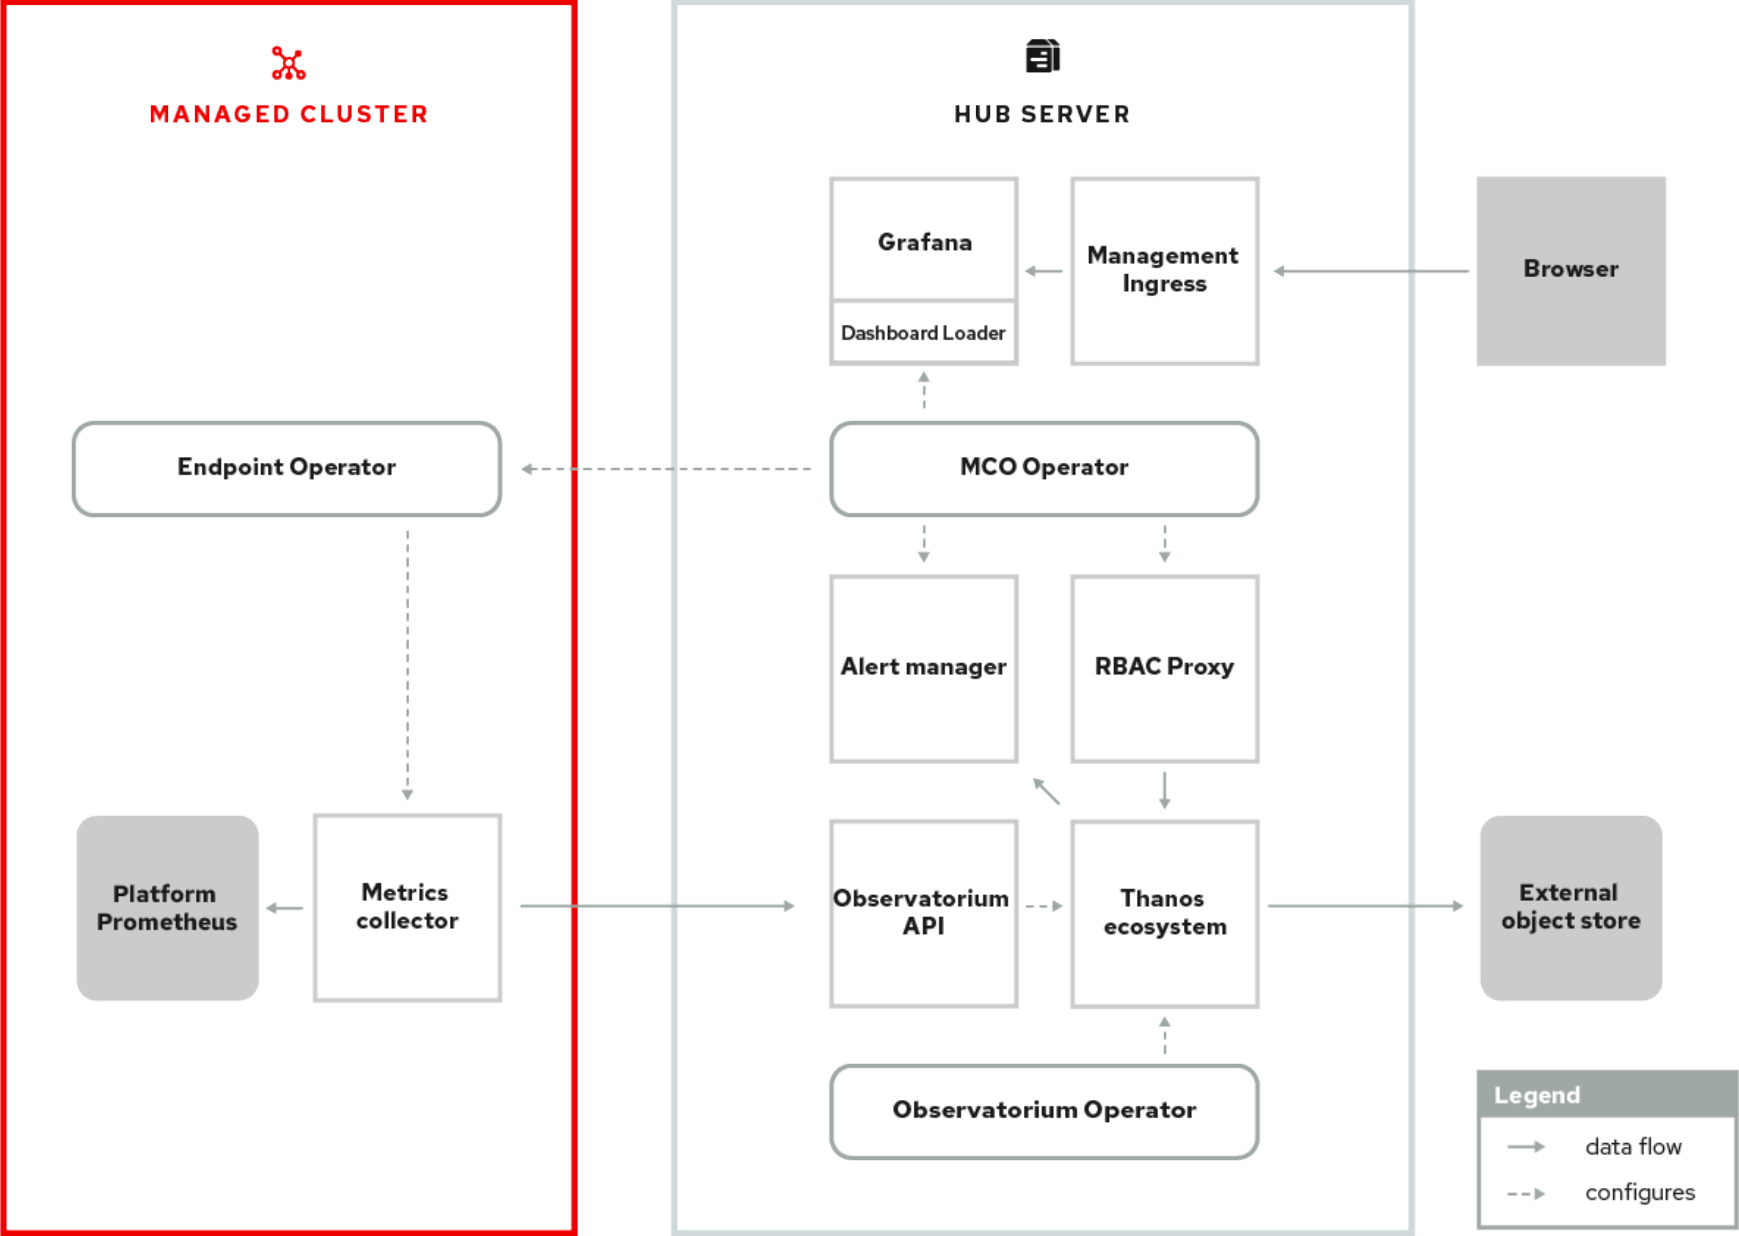 MANAGED CLUSTER
HUB SERVER
Grafana
Dashboard Loader
Management
Ingress
Browser
Endpoint Operator
MCO Operator
Alert manager
RBAC Proxy
Platform
Prometheus
Metrics
collector
Observatorium
API
Thanos
ecosystem
External
object store
Observatorium Operator
Legend
data flow
configures